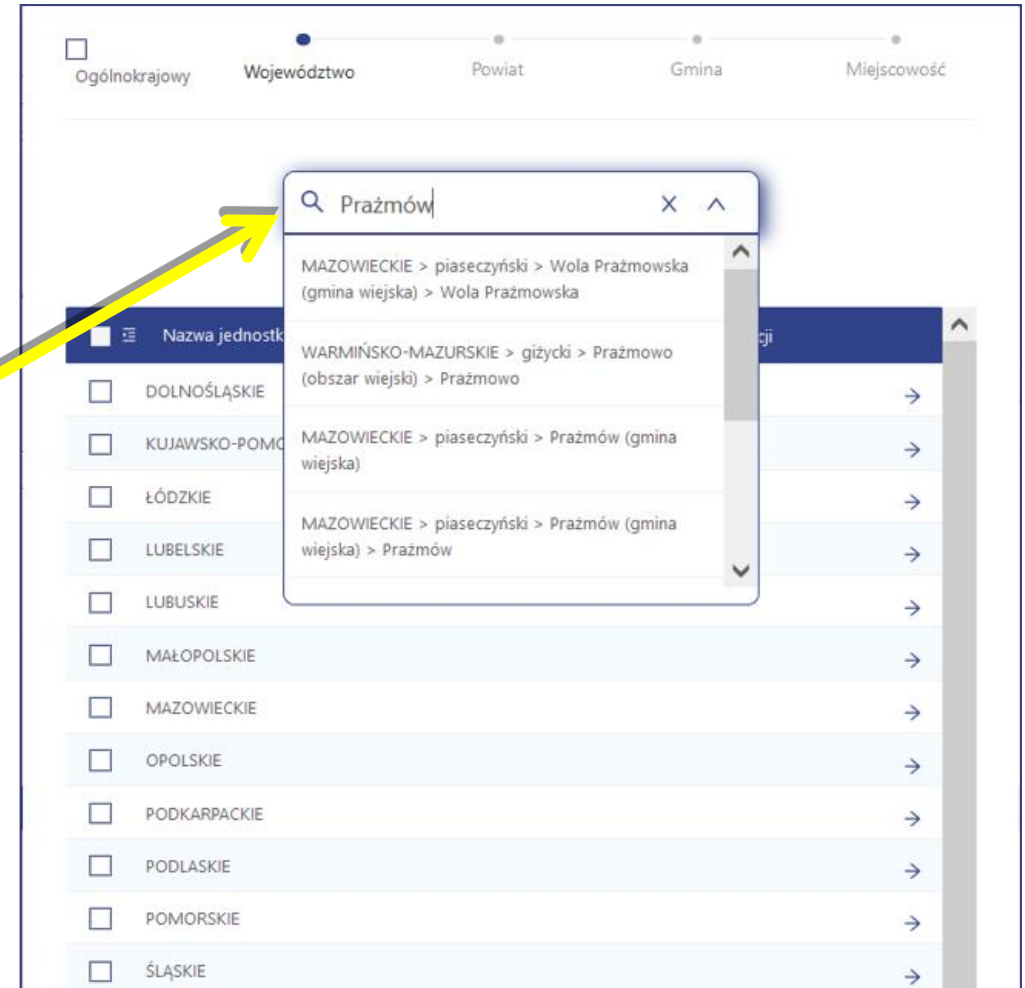 Ogólnokrajowy Województwo Powiat Gmina Miejscowość
Prażmów
MAZOWIECKIE > piaseczyński > Wola Prażmowska
(gmina wiejska) > Wola Prażmowska
WARMIŃSKO-MAZURSKIE > giżycki > Prażmowo
(obszar wiejski) > Prażmowo
MAZOWIECKIE > piaseczyński > Prażmów (gmina
wiejska)
MAZOWIECKIE > piaseczyński > Prażmów (gmina
wiejska) > Prażmów
Nazwa jednostk cji
DOLNOŚLĄSKIE
KUJAWSKO-POMO
ŁÓDZKIE
LUBELSKIE
LUBUSKIE
MAŁOPOLSKIE
MAZOWIECKIE
OPOLSKIE
PODKARPACKIE
PODLASKIE
POMORSKIE
ŚLĄSKIE